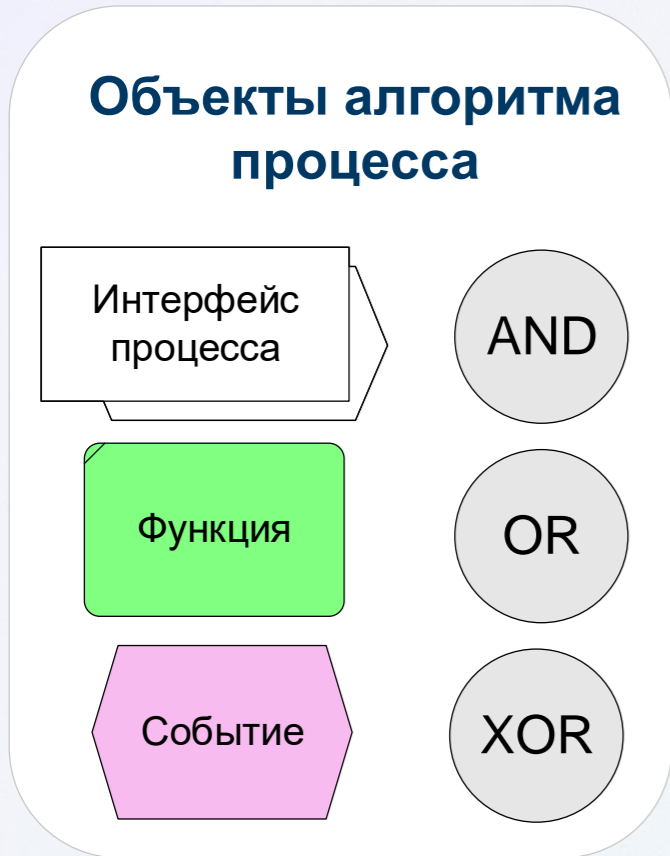 Объекты алгоритма
процесса
Интерфейс
процесса
AND
Функция
OR
Событие
XOR